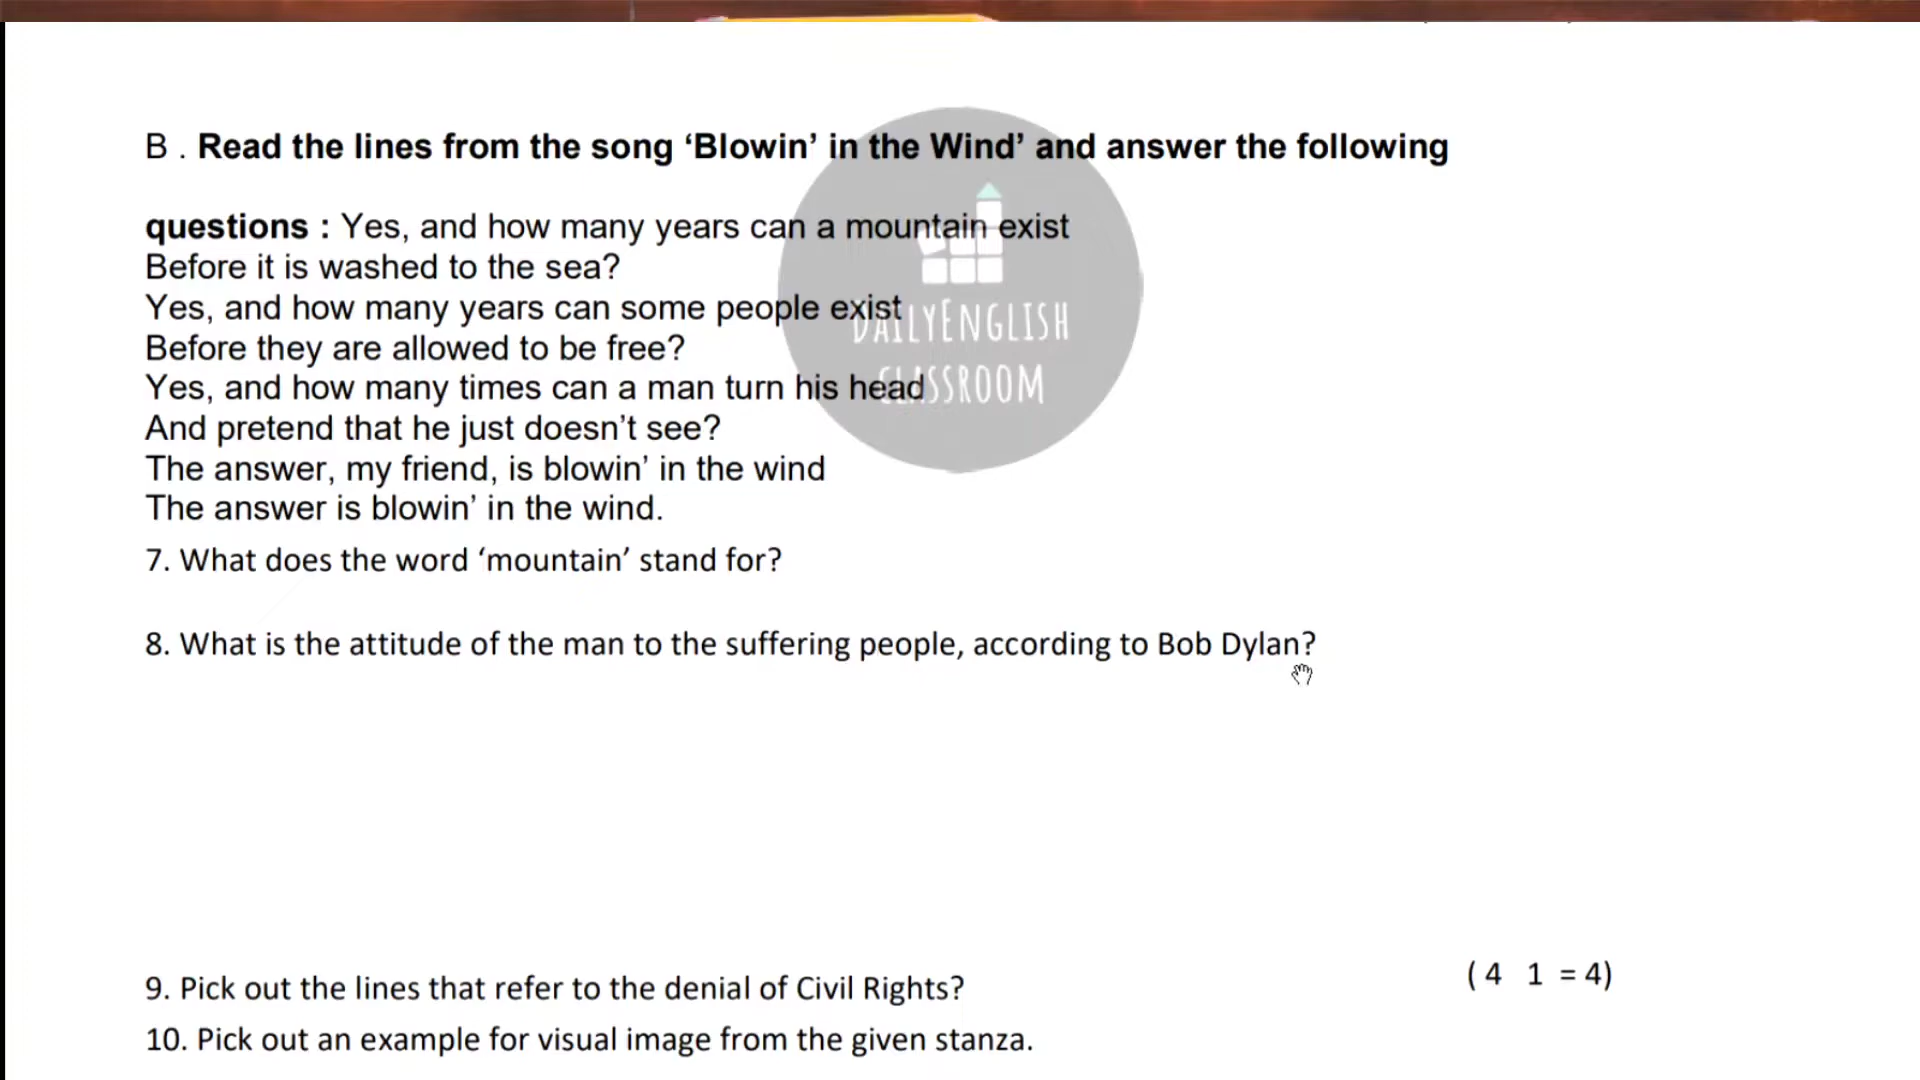 B . Read the lines from the song ‘Blowin’ in the Wind’ and answer the following
questions : Yes, and how many years can a mountain exist
Before it is washed to the sea?
Yes, and how many years can some people exist
Before they are allowed to be free?
Yes, and how many times can a man turn his head
And pretend that he just doesn’t see?
The answer, my friend, is blowin’ in the wind
The answer is blowin’ in the wind.
DAILYENGLISH
CLASSROOM
7. What does the word ‘mountain’ stand for?
8. What is the attitude of the man to the suffering people, according to Bob Dylan?
( 4 1 = 4)
9. Pick out the lines that refer to the denial of Civil Rights?
10. Pick out an example for visual image from the given stanza.